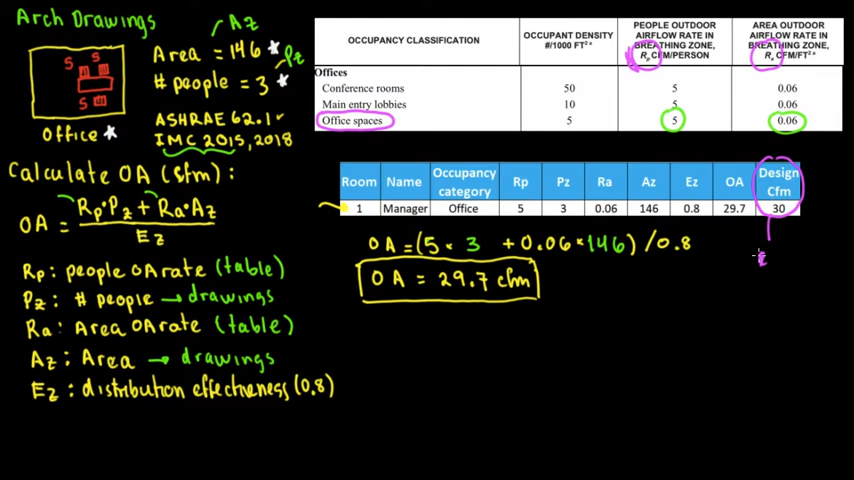 Arch Drawings
Az
Area = 146 *
Pz
# people = 3 *
S S
S
Office *
ASHRAE 62.1
IMC 2015, 2018
Calculate OA (cfm) :
OA = Rp·Pz + Ra·Az
Ez
Rp : people OA rate (table)
Pz : # people → drawings
Ra : Area OA rate (table)
Az : Area → drawings
Ez : distribution effectiveness (0.8)
OCCUPANCY CLASSIFICATION OCCUPANT DENSITY #/1000 FT² ᵃ PEOPLE OUTDOOR AIRFLOW RATE IN BREATHING ZONE, Rp CFM/PERSON AREA OUTDOOR AIRFLOW RATE IN BREATHING ZONE, Ra CFM/FT² ᵃ
Offices
Conference rooms 50 5 0.06
Main entry lobbies 10 5 0.06
Office spaces 5 5 0.06
Room Name Occupancy category Rp Pz Ra Az Ez OA Design Cfm
1 Manager Office 5 3 0.06 146 0.8 29.7 30
OA = (5 * 3 + 0.06 * 146) / 0.8
OA = 29.7 cfm